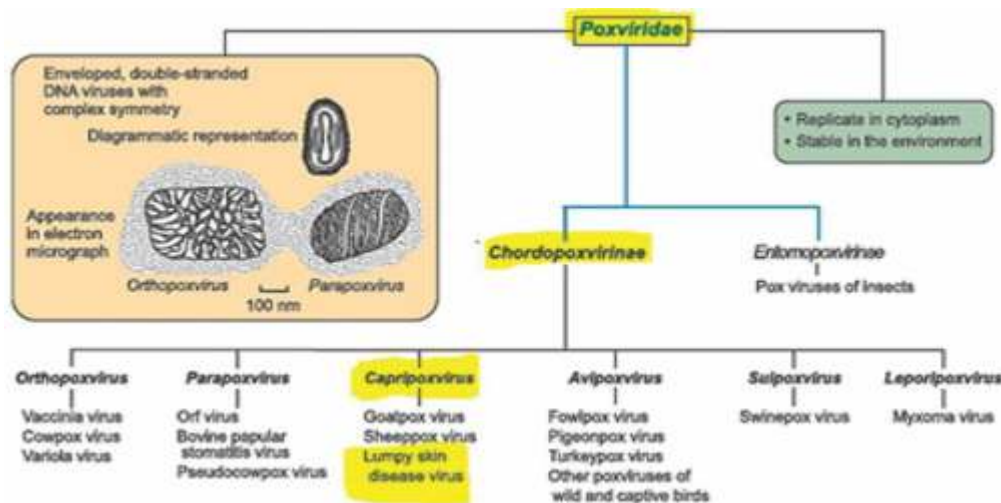 Poxviridae
Enveloped, double-stranded
DNA viruses with
complex symmetry
Diagrammatic representation
Appearance
in electron
micrograph
Orthopoxvirus
Parapoxvirus
100 nm
• Replicate in cytoplasm
• Stable in the environment
Chordopoxvirinae
Entomopoxvirinae
Pox viruses of insects
Orthopoxvirus
Vaccinia virus
Cowpox virus
Variola virus
Parapoxvirus
Orf virus
Bovine papular
stomatitis virus
Pseudocowpox virus
Capripoxvirus
Goatpox virus
Sheeppox virus
Lumpy skin
disease virus
Avipoxvirus
Fowlpox virus
Pigeonpox virus
Turkeypox virus
Other poxviruses of
wild and captive birds
Suipoxvirus
Swinepox virus
Leporipoxvirus
Myxoma virus